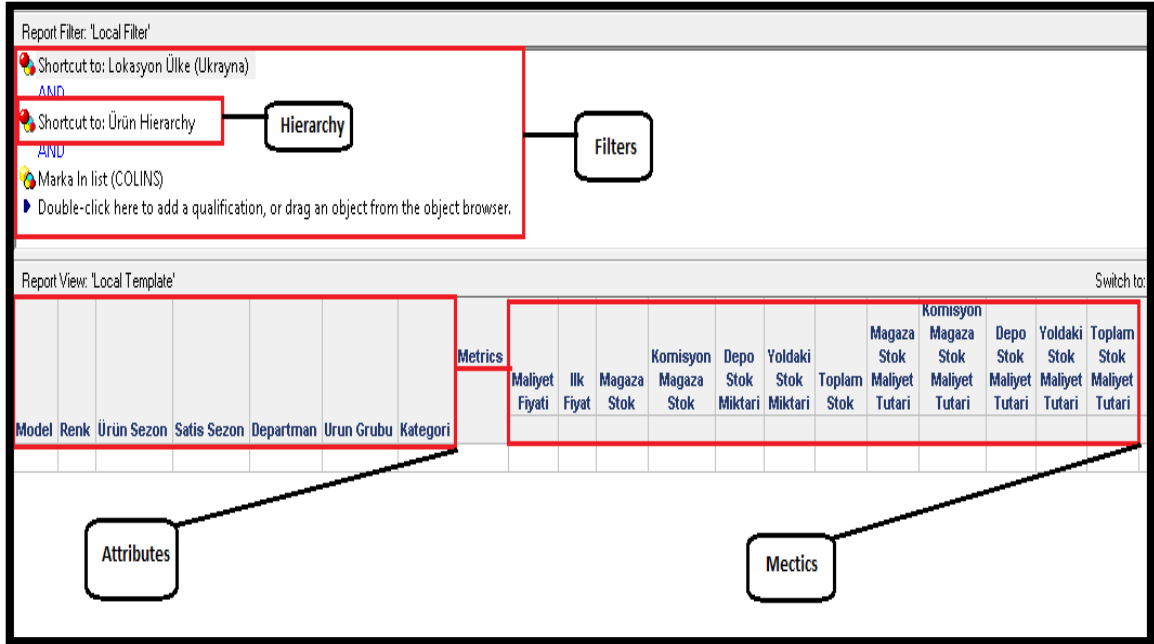 Report Filter: 'Local Filter'
Shortcut to: Lokasyon Ülke (Ukrayna)
AND
Shortcut to: Ürün Hierarchy
AND
Marka In list (COLINS)
Double-click here to add a qualification, or drag an object from the object browser.
Hierarchy
Filters
Report View: 'Local Template'
Switch to:
Model Renk Ürün Sezon Satis Sezon Departman Urun Grubu Kategori
Metrics
Maliyet Fiyati
Ilk Fiyat
Magaza Stok
Komisyon Magaza Stok
Depo Stok Miktari
Yoldaki Stok Miktari
Toplam Stok
Magaza Stok Maliyet Tutari
Komisyon Magaza Stok Maliyet Tutari
Depo Stok Maliyet Tutari
Yoldaki Stok Maliyet Tutari
Toplam Stok Maliyet Tutari
Attributes
Mectics